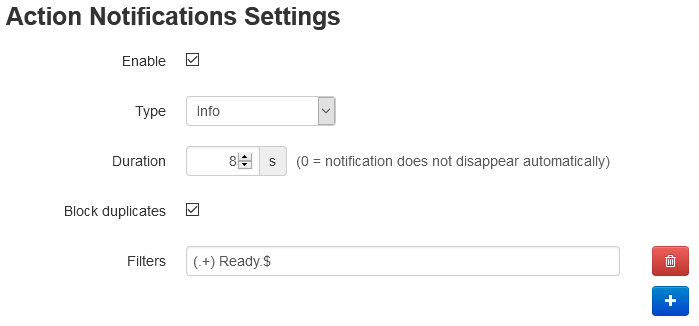 Action Notifications Settings
Enable
Type Info
Duration 8 s (0 = notification does not disappear automatically)
Block duplicates
Filters (.+) Ready.$